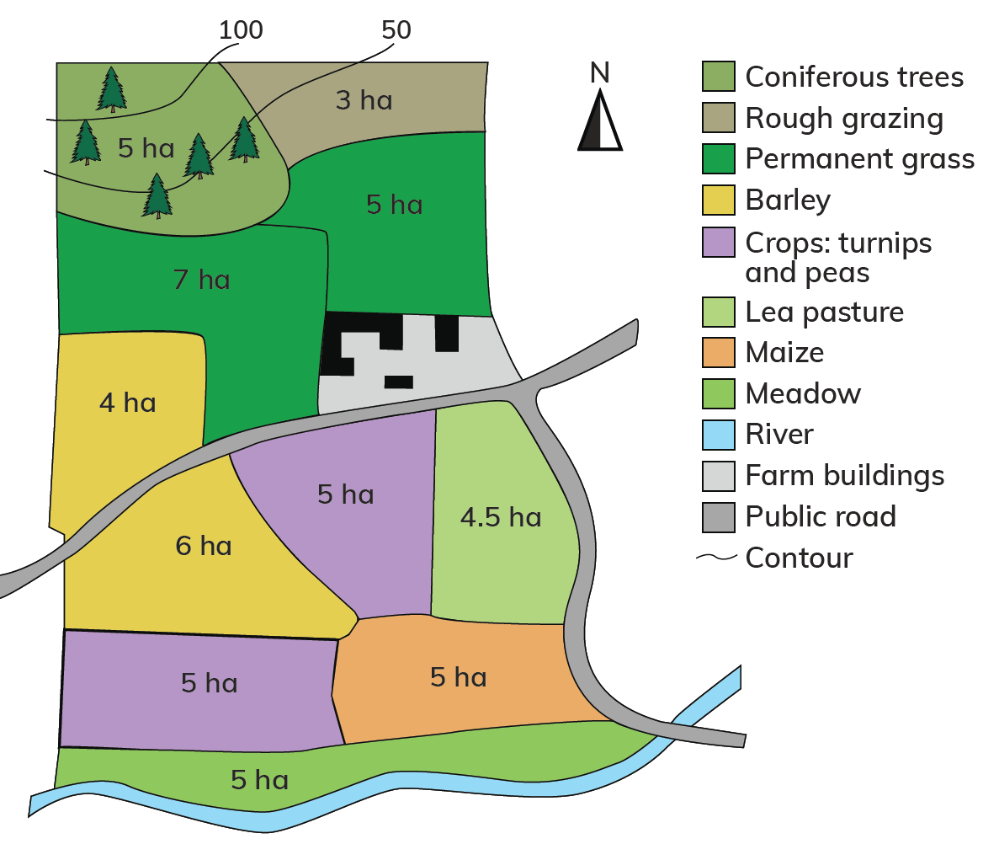 100
50
N
3 ha
5 ha
5 ha
7 ha
4 ha
5 ha
4.5 ha
6 ha
5 ha
5 ha
5 ha
Coniferous trees
Rough grazing
Permanent grass
Barley
Crops: turnips
and peas
Lea pasture
Maize
Meadow
River
Farm buildings
Public road
Contour